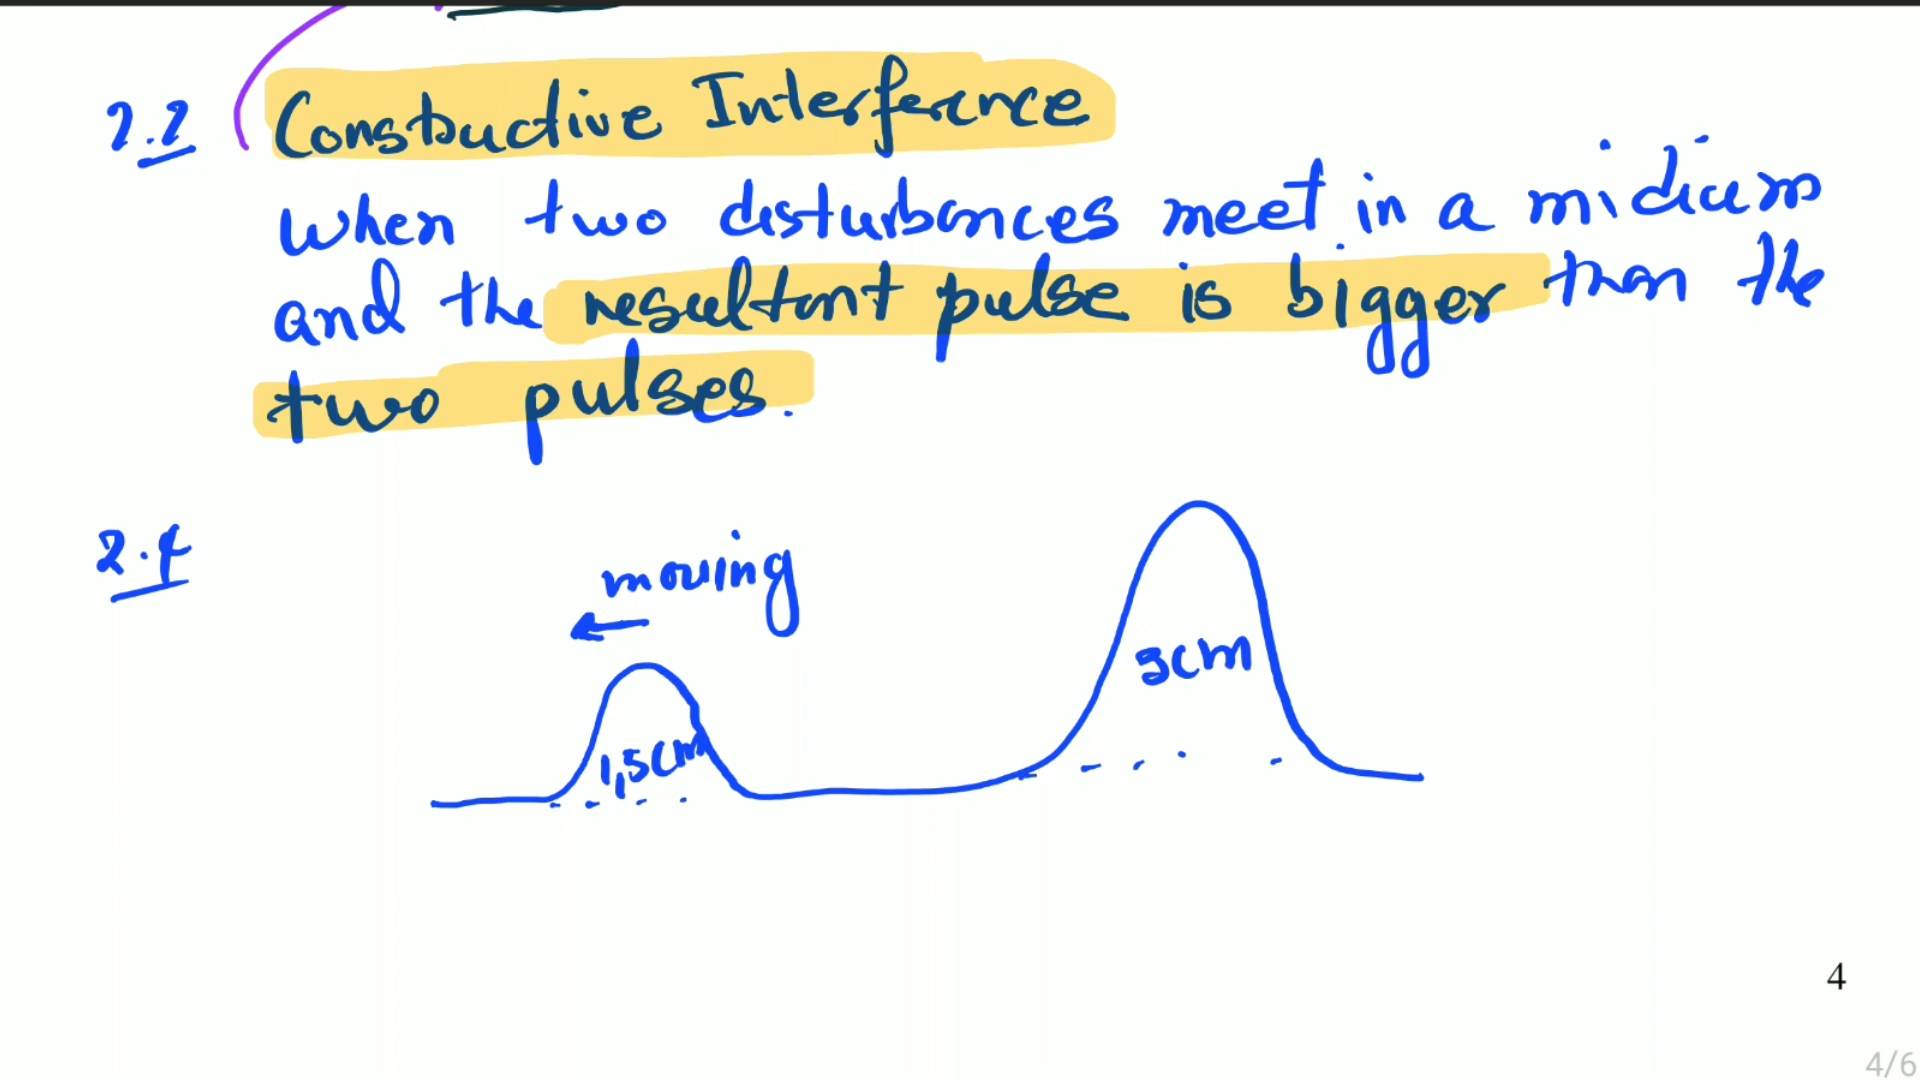 2.2 Constructive Interference
when two disturbances meet in a midium
and the resultant pulse is bigger than the
two pulses.
2.4
moving
3cm
1,5cm
4
4/6